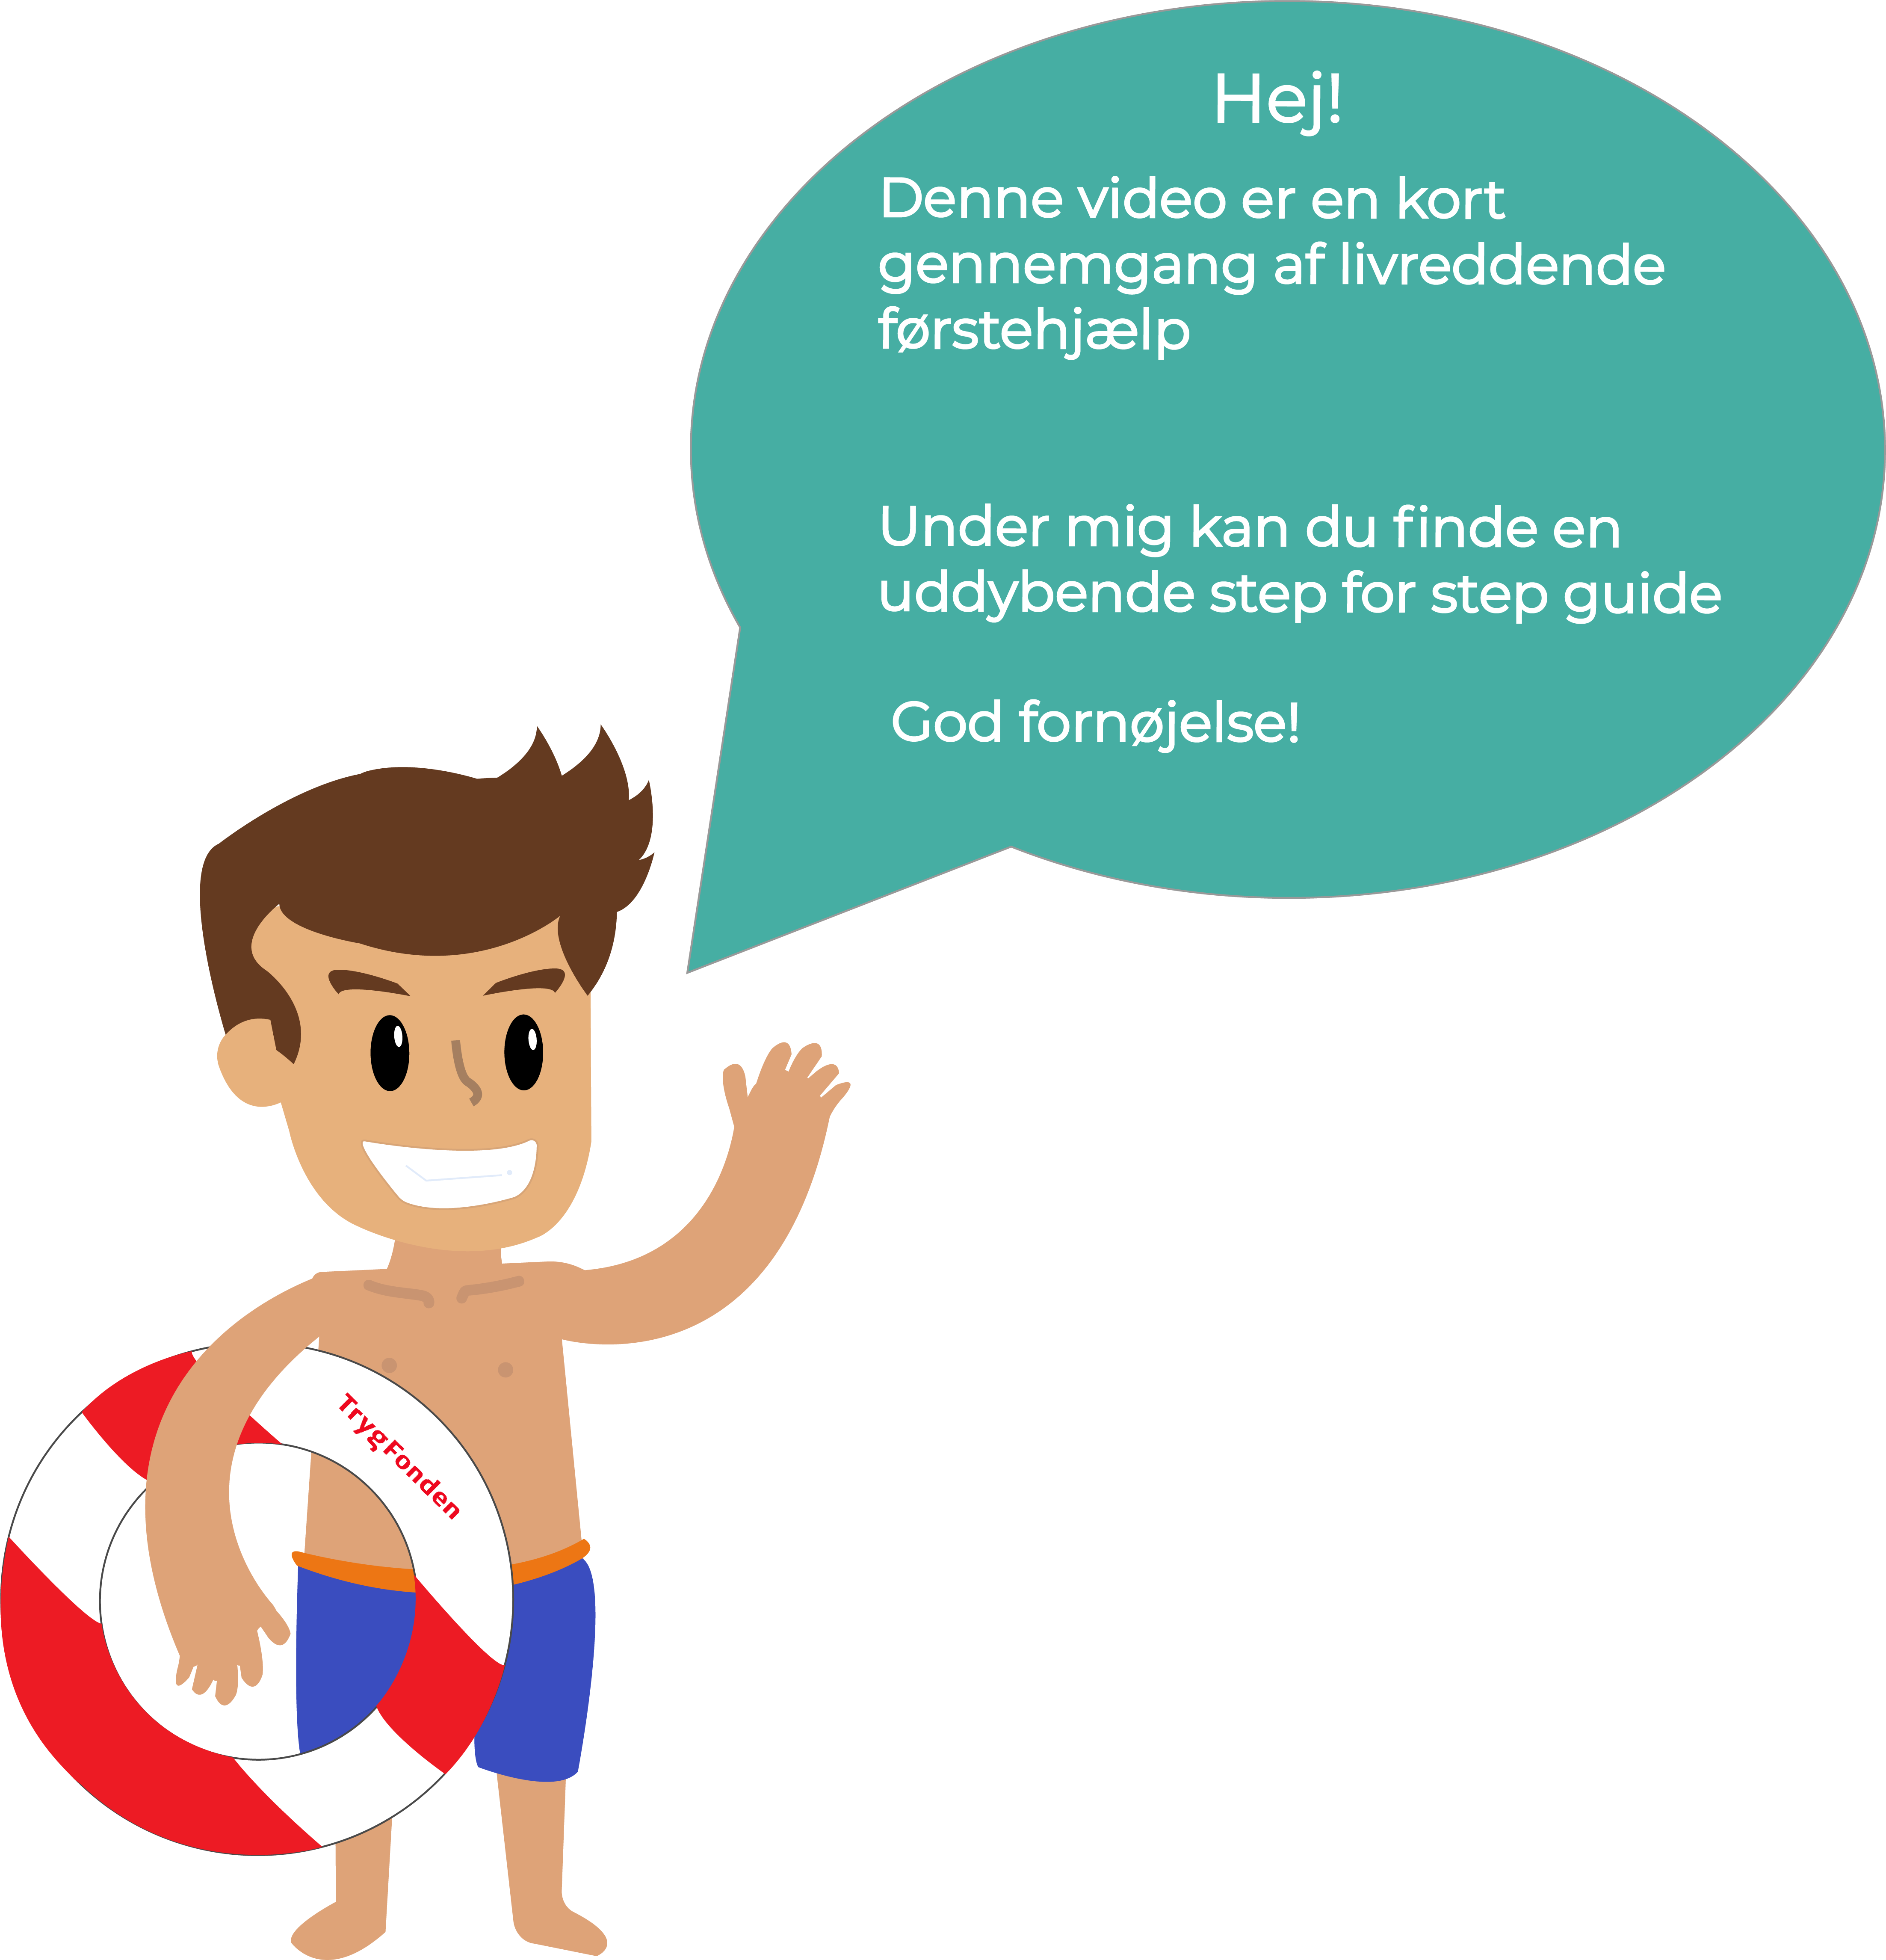 Hej!
Denne video er en kort
gennemgang af livreddende
førstehjælp
Under mig kan du finde en
uddybende step for step guide
God fornøjelse!
TrygFonden